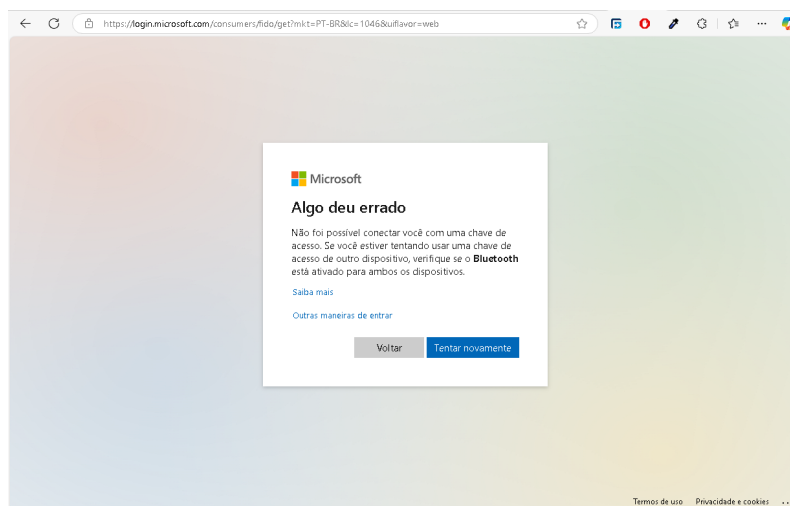 https://login.microsoft.com/consumers/fido/get?mkt=PT-BR&lc=1046&uiflavor=web
Microsoft
Algo deu errado
Não foi possível conectar você com uma chave de
acesso. Se você estiver tentando usar uma chave de
acesso de outro dispositivo, verifique se o Bluetooth
está ativado para ambos os dispositivos.
Saiba mais
Outras maneiras de entrar
Voltar
Tentar novamente
Termos de uso
Privacidade e cookies